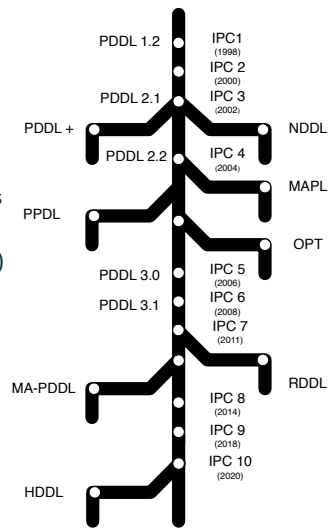 PDDL 1.2
IPC1
(1998)
IPC 2
(2000)
PDDL 2.1
IPC 3
(2002)
PDDL +
NDDL
PDDL 2.2
IPC 4
(2004)
MAPL
s
PPDL
OPT
)
PDDL 3.0
IPC 5
(2006)
PDDL 3.1
IPC 6
(2008)
IPC 7
(2011)
RDDL
MA-PDDL
IPC 8
(2014)
IPC 9
(2018)
IPC 10
(2020)
HDDL